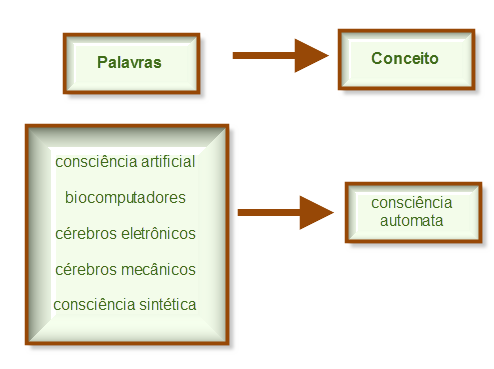 Palavras
Conceito
consciência artificial
biocomputadores
cérebros eletrônicos
cérebros mecânicos
consciência sintética
consciência
automata